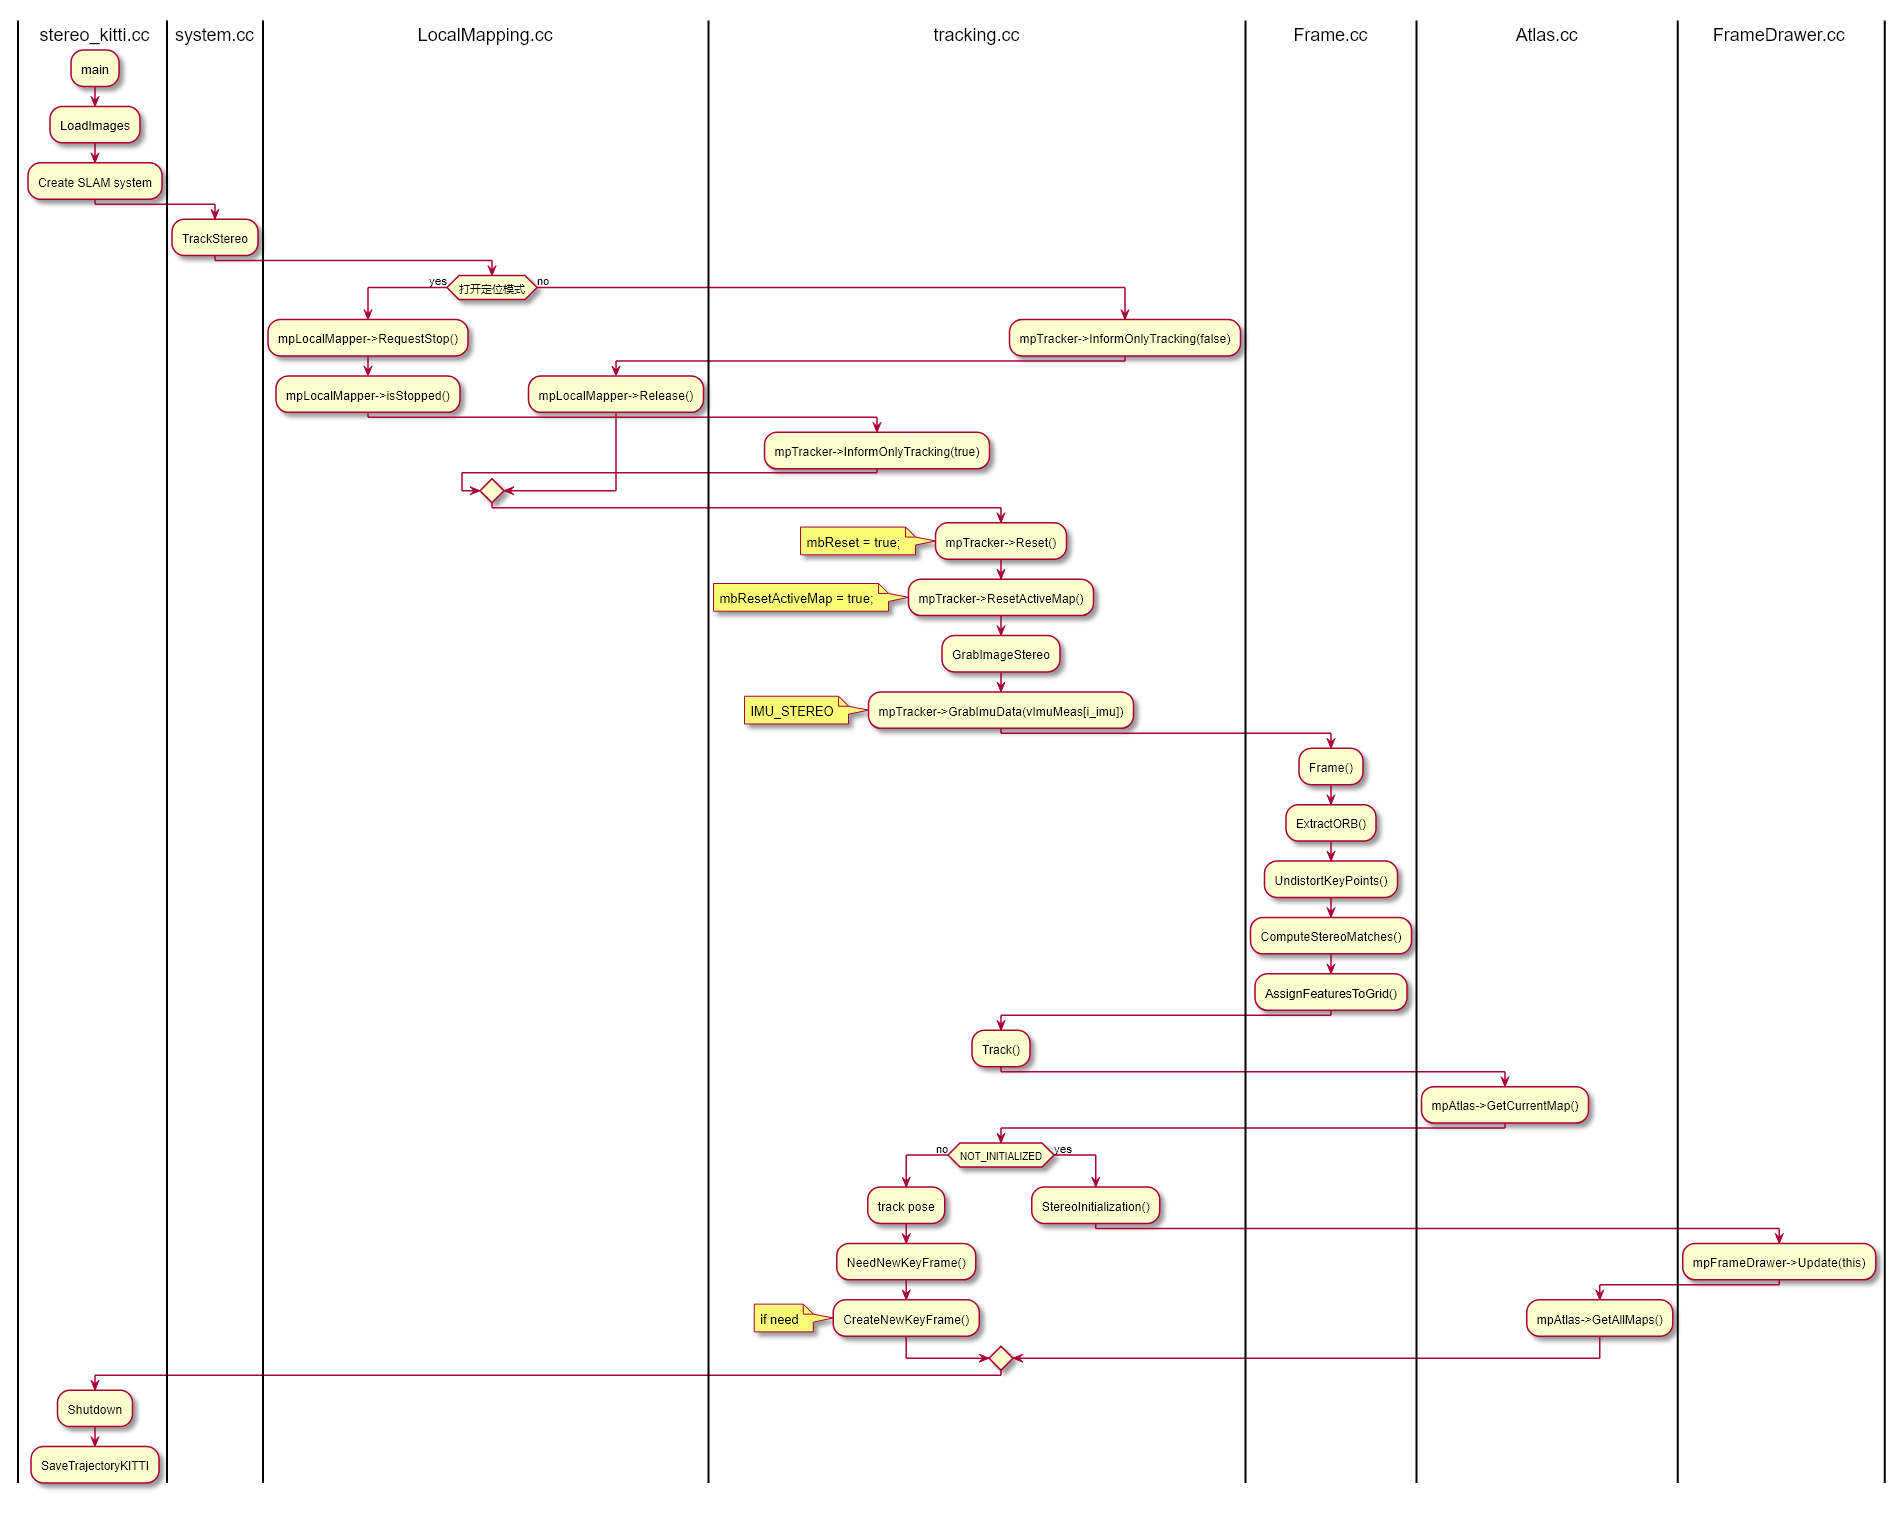 stereo_kitti.cc
system.cc
LocalMapping.cc
tracking.cc
Frame.cc
Atlas.cc
FrameDrawer.cc
main
LoadImages
Create SLAM system
TrackStereo
yes
打开定位模式
no
mpLocalMapper->RequestStop()
mpTracker->InformOnlyTracking(false)
mpLocalMapper->isStopped()
mpLocalMapper->Release()
mpTracker->InformOnlyTracking(true)
mbReset = true;
mpTracker->Reset()
mbResetActiveMap = true;
mpTracker->ResetActiveMap()
GrabImageStereo
IMU_STEREO
mpTracker->GrabImuData(vImuMeas[i_imu])
Frame()
ExtractORB()
UndistortKeyPoints()
ComputeStereoMatches()
AssignFeaturesToGrid()
Track()
mpAtlas->GetCurrentMap()
no
NOT_INITIALIZED
yes
track pose
StereoInitialization()
NeedNewKeyFrame()
mpFrameDrawer->Update(this)
if need
CreateNewKeyFrame()
mpAtlas->GetAllMaps()
Shutdown
SaveTrajectoryKITTI